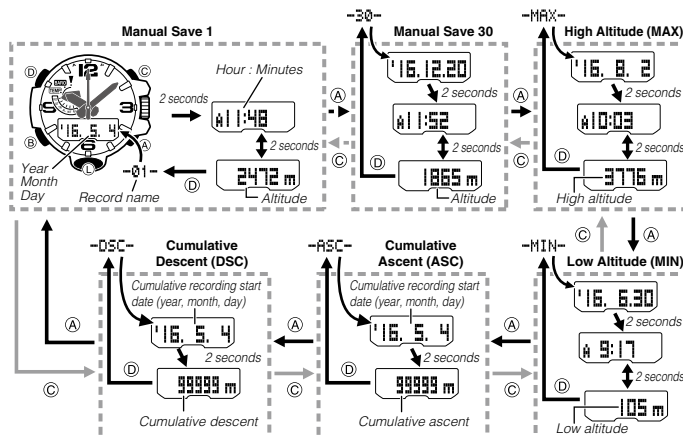 Manual Save 1
D
C
12
BARO
TEMP
3
'16. 5. 4
B
6
A
L
Year
Month
Day
-01-
Record name
2 seconds
Hour : Minutes
A11:48
2 seconds
2472 m
Altitude
D
A
C
-30-
Manual Save 30
'16.12.20
2 seconds
A11:52
2 seconds
1865 m
Altitude
D
A
C
-MAX-
High Altitude (MAX)
'16. 8. 2
2 seconds
A10:03
2 seconds
3776 m
High altitude
D
C
A
-DSC-
Cumulative
Descent (DSC)
Cumulative recording start
date (year, month, day)
'16. 5. 4
2 seconds
99999 m
Cumulative descent
D
A
C
-ASC-
Cumulative
Ascent (ASC)
Cumulative recording start
date (year, month, day)
'16. 5. 4
2 seconds
99999 m
Cumulative ascent
D
A
C
-MIN-
Low Altitude (MIN)
'16. 6.30
2 seconds
A 9:17
2 seconds
105 m
Low altitude
D
A
C